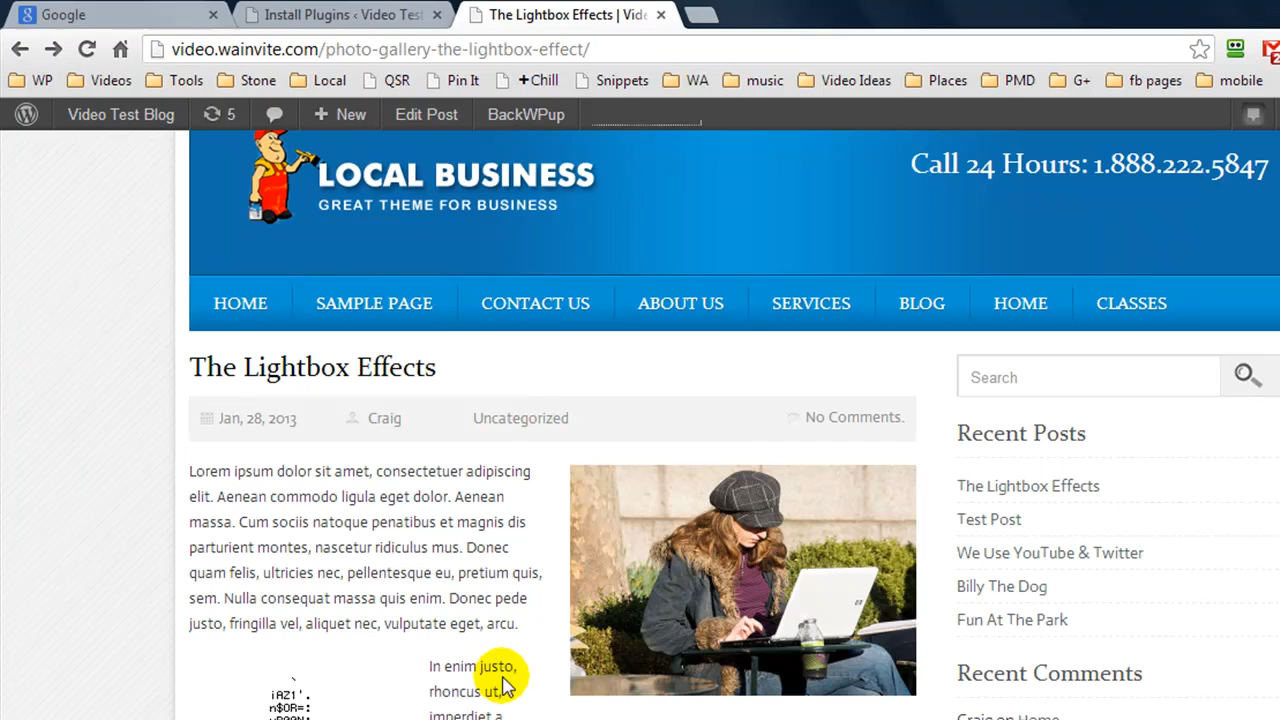 Google
Install Plugins ‹ Video Tes
The Lightbox Effects | Vid
video.wainvite.com/photo-gallery-the-lightbox-effect/
WP
Videos
Tools
Stone
Local
QSR
Pin It
+Chill
Snippets
WA
music
Video Ideas
Places
PMD
G+
fb pages
mobile
Video Test Blog
5
+ New
Edit Post
BackWPup
LOCAL BUSINESS
GREAT THEME FOR BUSINESS
Call 24 Hours: 1.888.222.5847
HOME
SAMPLE PAGE
CONTACT US
ABOUT US
SERVICES
BLOG
HOME
CLASSES
The Lightbox Effects
Jan, 28, 2013
Craig
Uncategorized
No Comments.
Lorem ipsum dolor sit amet, consectetuer adipiscing
elit. Aenean commodo ligula eget dolor. Aenean
massa. Cum sociis natoque penatibus et magnis dis
parturient montes, nascetur ridiculus mus. Donec
quam felis, ultricies nec, pellentesque eu, pretium quis,
sem. Nulla consequat massa quis enim. Donec pede
justo, fringilla vel, aliquet nec, vulputate eget, arcu.
In enim justo,
rhoncus ut,
imperdiet a
Search
Recent Posts
The Lightbox Effects
Test Post
We Use YouTube & Twitter
Billy The Dog
Fun At The Park
Recent Comments
Craig on Home